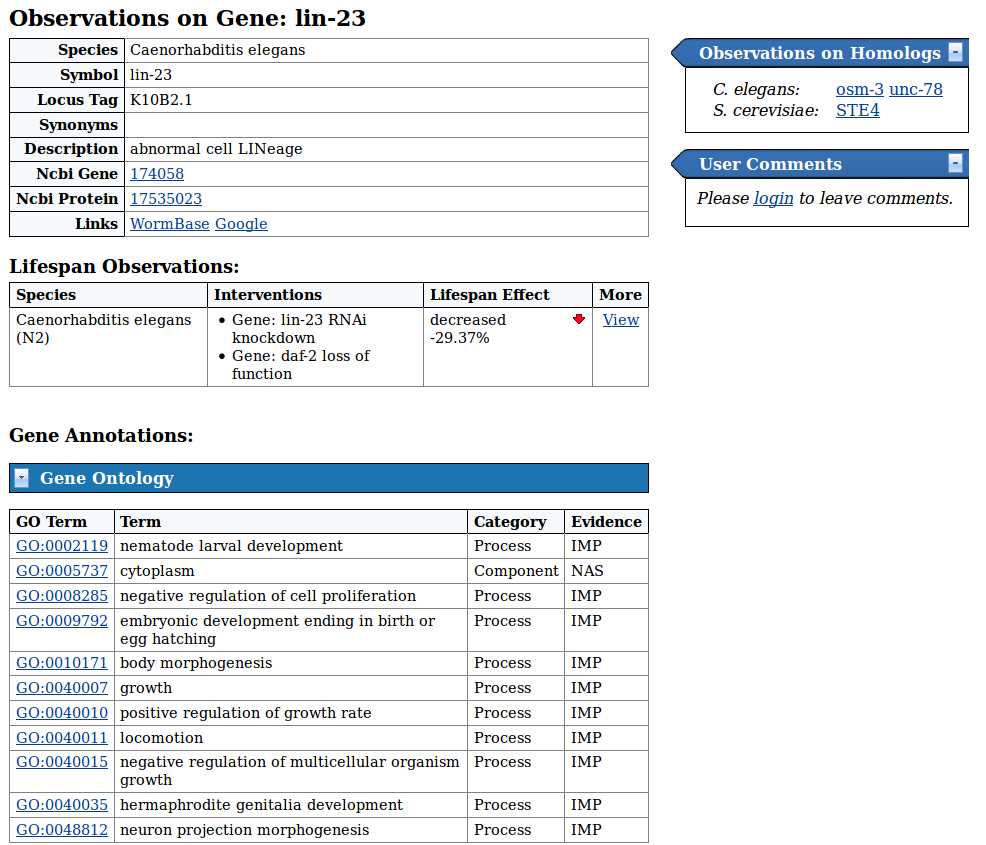 Observations on Gene: lin-23
Species Caenorhabditis elegans
Symbol lin-23
Locus Tag K10B2.1
Synonyms
Description abnormal cell LINeage
Ncbi Gene 174058
Ncbi Protein 17535023
Links WormBase Google
Observations on Homologs
C. elegans: osm-3 unc-78
S. cerevisiae: STE4
User Comments
Please login to leave comments.
Lifespan Observations:
Species Interventions Lifespan Effect More
Caenorhabditis elegans (N2)
• Gene: lin-23 RNAi
knockdown
• Gene: daf-2 loss of
function
decreased
-29.37%
View
Gene Annotations:
Gene Ontology
GO Term Term Category Evidence
GO:0002119 nematode larval development Process IMP
GO:0005737 cytoplasm Component NAS
GO:0008285 negative regulation of cell proliferation Process IMP
GO:0009792 embryonic development ending in birth or Process IMP
egg hatching
GO:0010171 body morphogenesis Process IMP
GO:0040007 growth Process IMP
GO:0040010 positive regulation of growth rate Process IMP
GO:0040011 locomotion Process IMP
GO:0040015 negative regulation of multicellular organism Process IMP
growth
GO:0040035 hermaphrodite genitalia development Process IMP
GO:0048812 neuron projection morphogenesis Process IMP